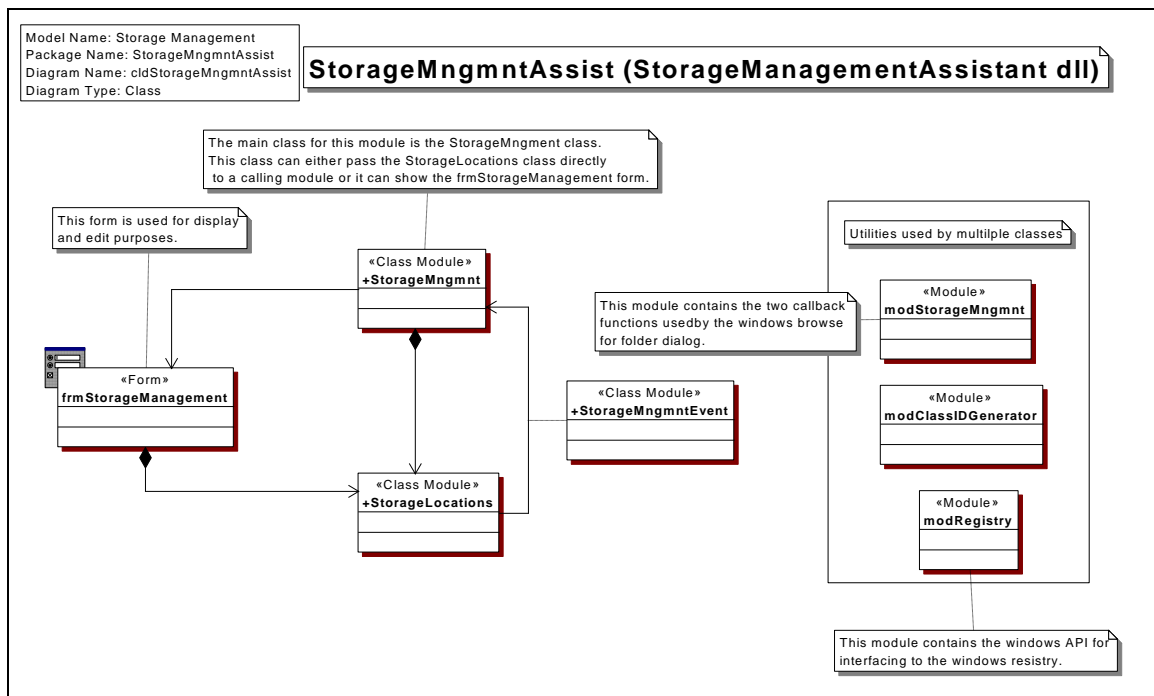 Model Name: Storage Management
Package Name: StorageMngmntAssist
Diagram Name: cldStorageMngmntAssist
Diagram Type: Class
StorageMngmntAssist (StorageManagementAssistant dll)
The main class for this module is the StorageMngment class.
This class can either pass the StorageLocations class directly
to a calling module or it can show the frmStorageManagement form.
This form is used for display
and edit purposes.
Utilities used by multilple classes
«Class Module»
+StorageMngmnt
«Module»
modStorageMngmnt
This module contains the two callback
functions usedby the windows browse
for folder dialog.
«Form»
frmStorageManagement
«Class Module»
+StorageMngmntEvent
«Module»
modClassIDGenerator
«Class Module»
+StorageLocations
«Module»
modRegistry
This module contains the windows API for
interfacing to the windows resistry.